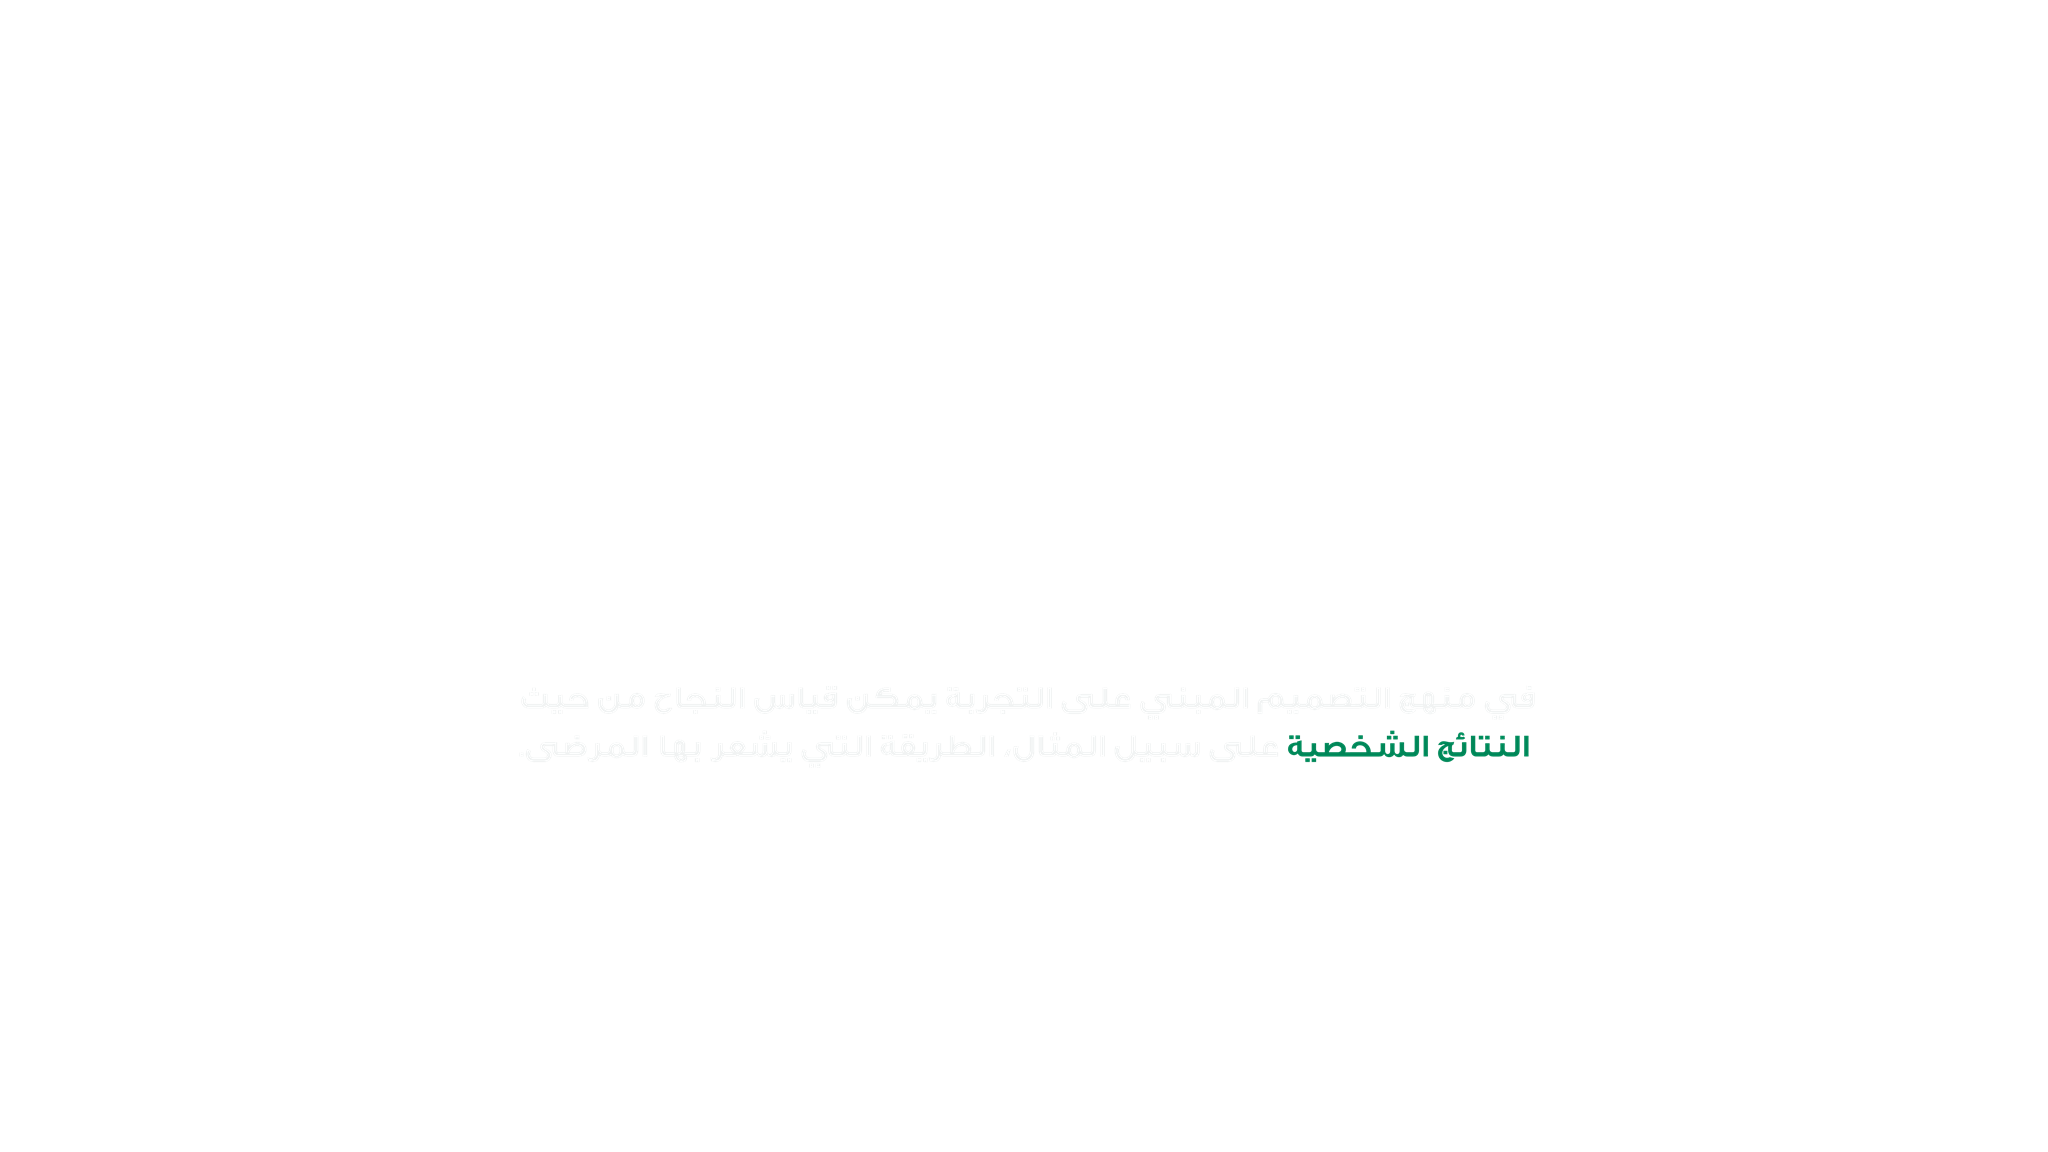 في منهج التصميم المبني على التجربة يمكن قياس النجاح من حيث
النتائج الشخصية على سبيل المثال، الطريقة التي يشعر بها المرضى.